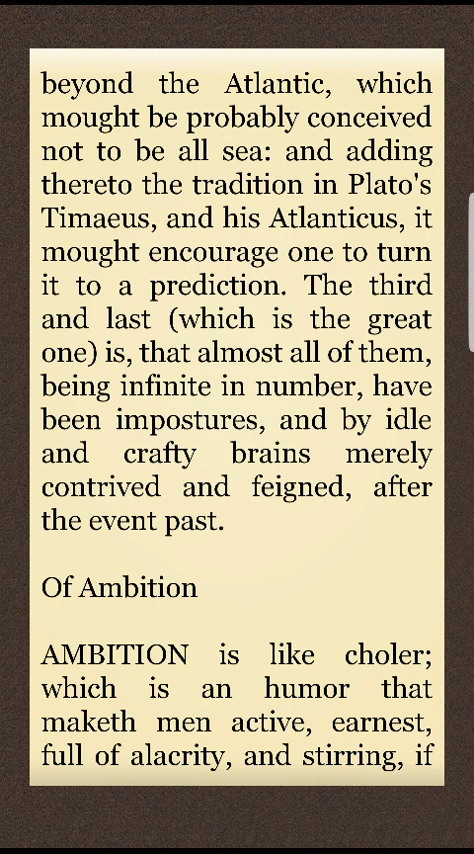 beyond the Atlantic, which
mought be probably conceived
not to be all sea: and adding
thereto the tradition in Plato's
Timaeus, and his Atlanticus, it
mought encourage one to turn
it to a prediction. The third
and last (which is the great
one) is, that almost all of them,
being infinite in number, have
been impostures, and by idle
and crafty brains merely
contrived and feigned, after
the event past.
Of Ambition
AMBITION is like choler;
which is an humor that
maketh men active, earnest,
full of alacrity, and stirring, if